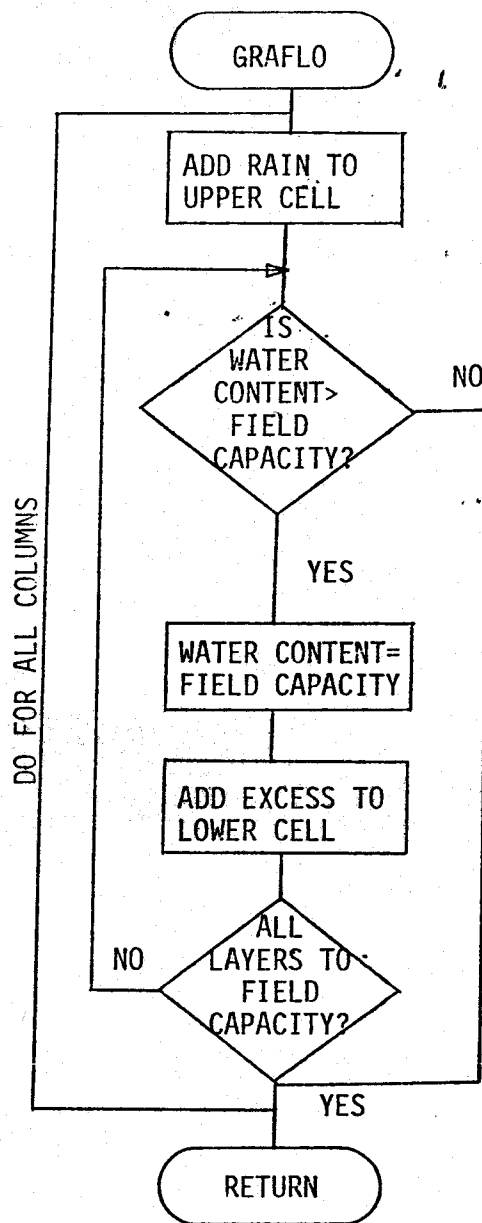 GRAFLO
ADD RAIN TO
UPPER CELL
IS
WATER
CONTENT>
FIELD
CAPACITY?
NO
YES
DO FOR ALL COLUMNS
WATER CONTENT=
FIELD CAPACITY
ADD EXCESS TO
LOWER CELL
ALL
LAYERS TO
FIELD
CAPACITY?
NO
YES
RETURN